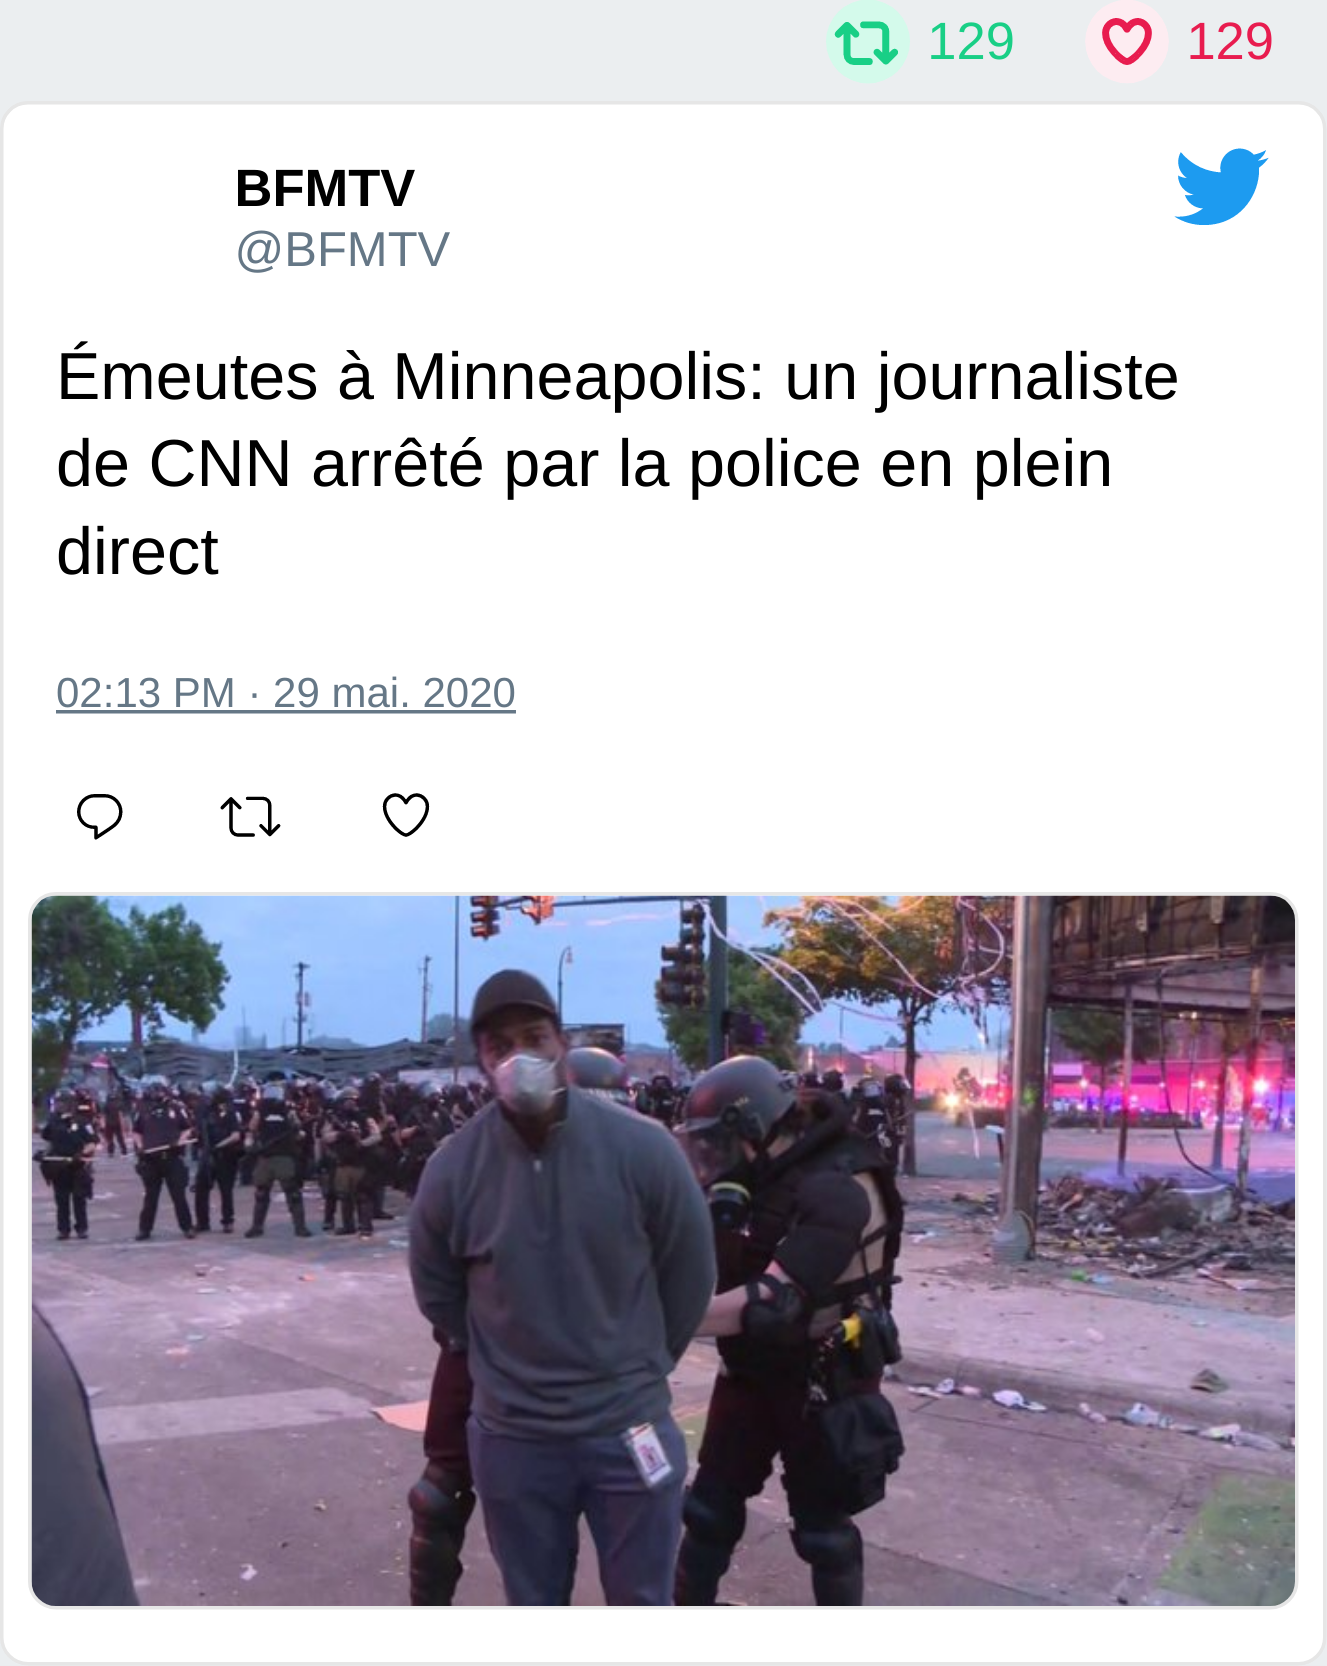 129 129
BFMTV
@BFMTV
Émeutes à Minneapolis: un journaliste
de CNN arrêté par la police en plein
direct
02:13 PM · 29 mai. 2020